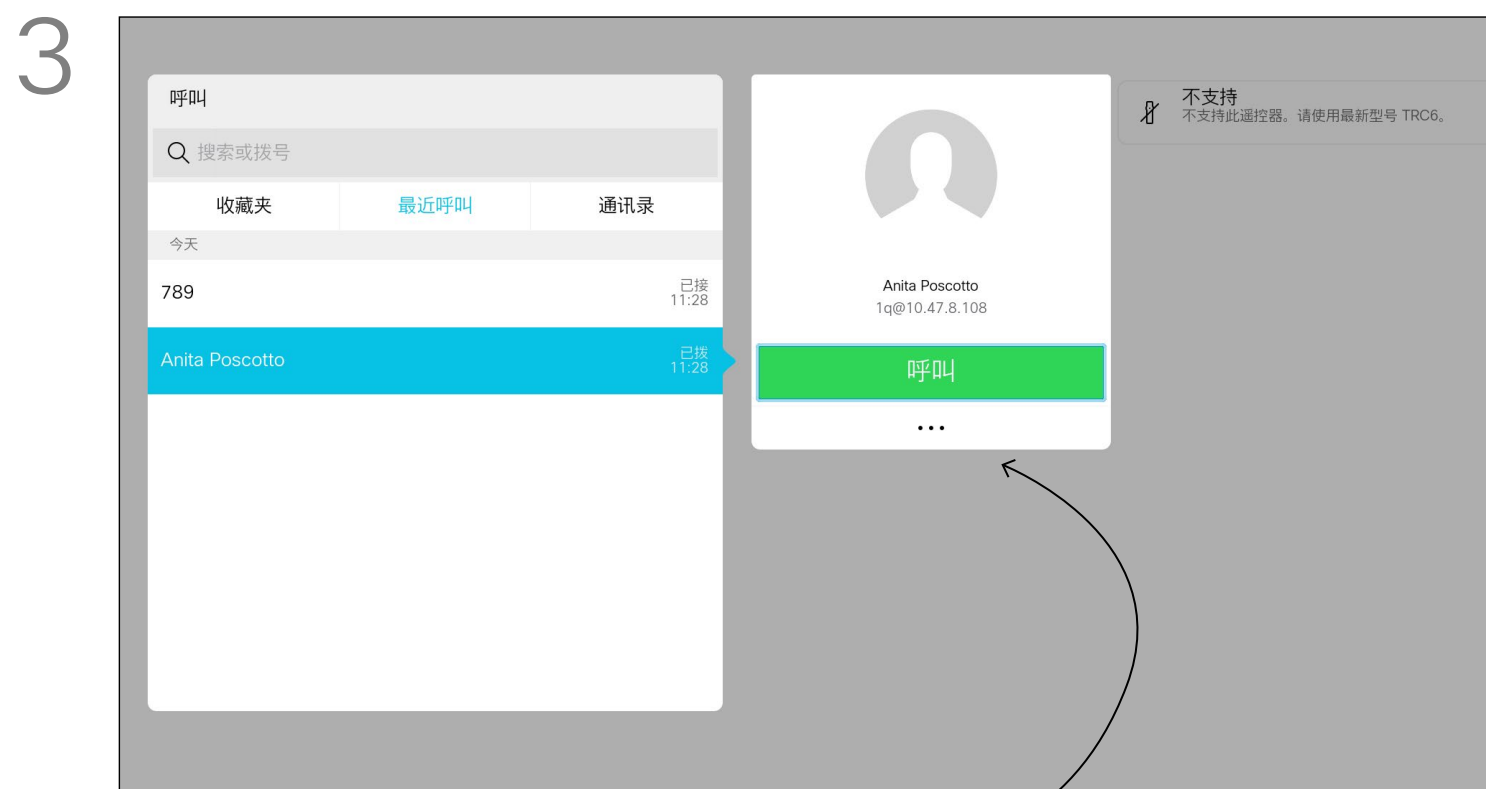 3
呼叫
搜索或拨号
收藏夹 最近呼叫 通讯录
今天
789
已接
11:28
Anita Poscotto
已拨
11:28
Anita Poscotto
1q@10.47.8.108
呼叫
...
不支持
不支持此遥控器。请使用最新型号 TRC6。